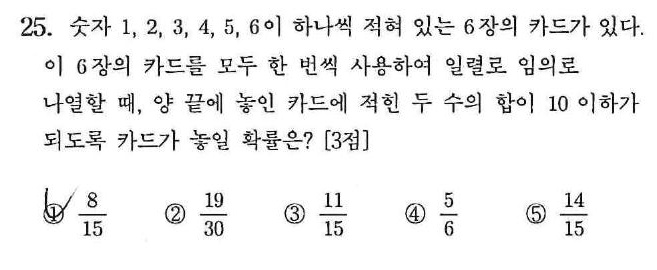 25. 숫자 1, 2, 3, 4, 5, 6이 하나씩 적혀 있는 6장의 카드가 있다.
이 6장의 카드를 모두 한 번씩 사용하여 일렬로 임의로
나열할 때, 양 끝에 놓인 카드에 적힌 두 수의 합이 10 이하가
되도록 카드가 놓일 확률은? [3점]
① 8/15 ② 19/30 ③ 11/15 ④ 5/6 ⑤ 14/15